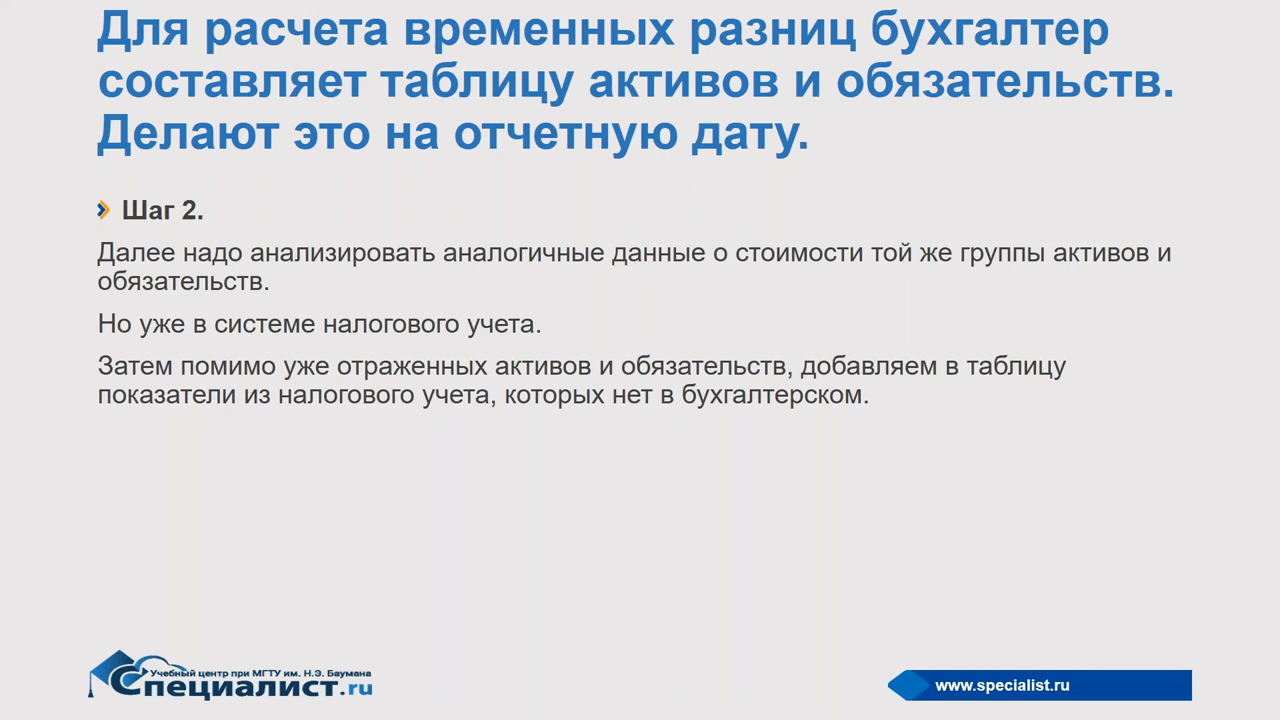 Для расчета временных разниц бухгалтер
составляет таблицу активов и обязательств.
Делают это на отчетную дату.
Шаг 2.
Далее надо анализировать аналогичные данные о стоимости той же группы активов и
обязательств.
Но уже в системе налогового учета.
Затем помимо уже отраженных активов и обязательств, добавляем в таблицу
показатели из налогового учета, которых нет в бухгалтерском.
Учебный центр при МГТУ им. Н.Э. Баумана
Специалист.ru
www.specialist.ru